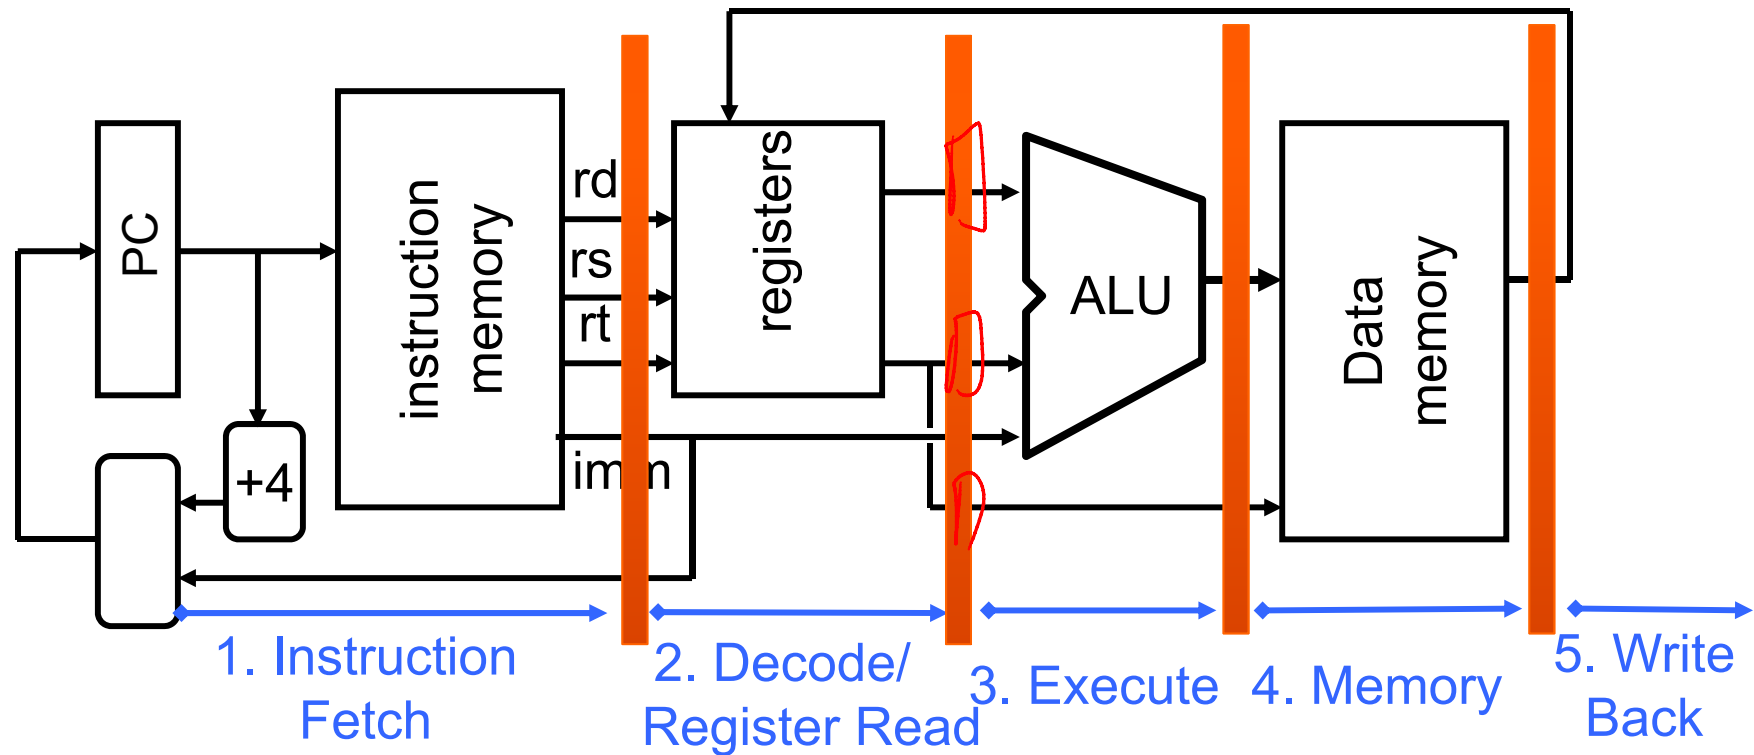 PC
+4
instruction
memory
rd
rs
rt
imm
registers
ALU
Data
memory
1. Instruction
Fetch
2. Decode/
Register Read
3. Execute
4. Memory
5. Write
Back